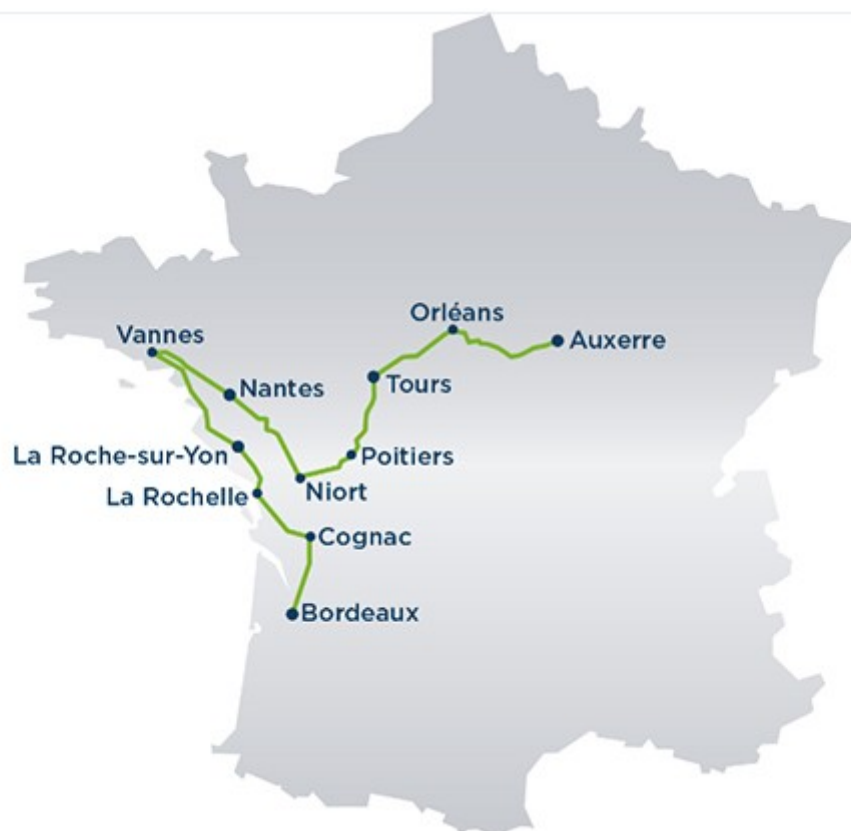 Orléans
Vannes
Auxerre
Nantes
Tours
La Roche-sur-Yon
Poitiers
Niort
La Rochelle
Cognac
Bordeaux